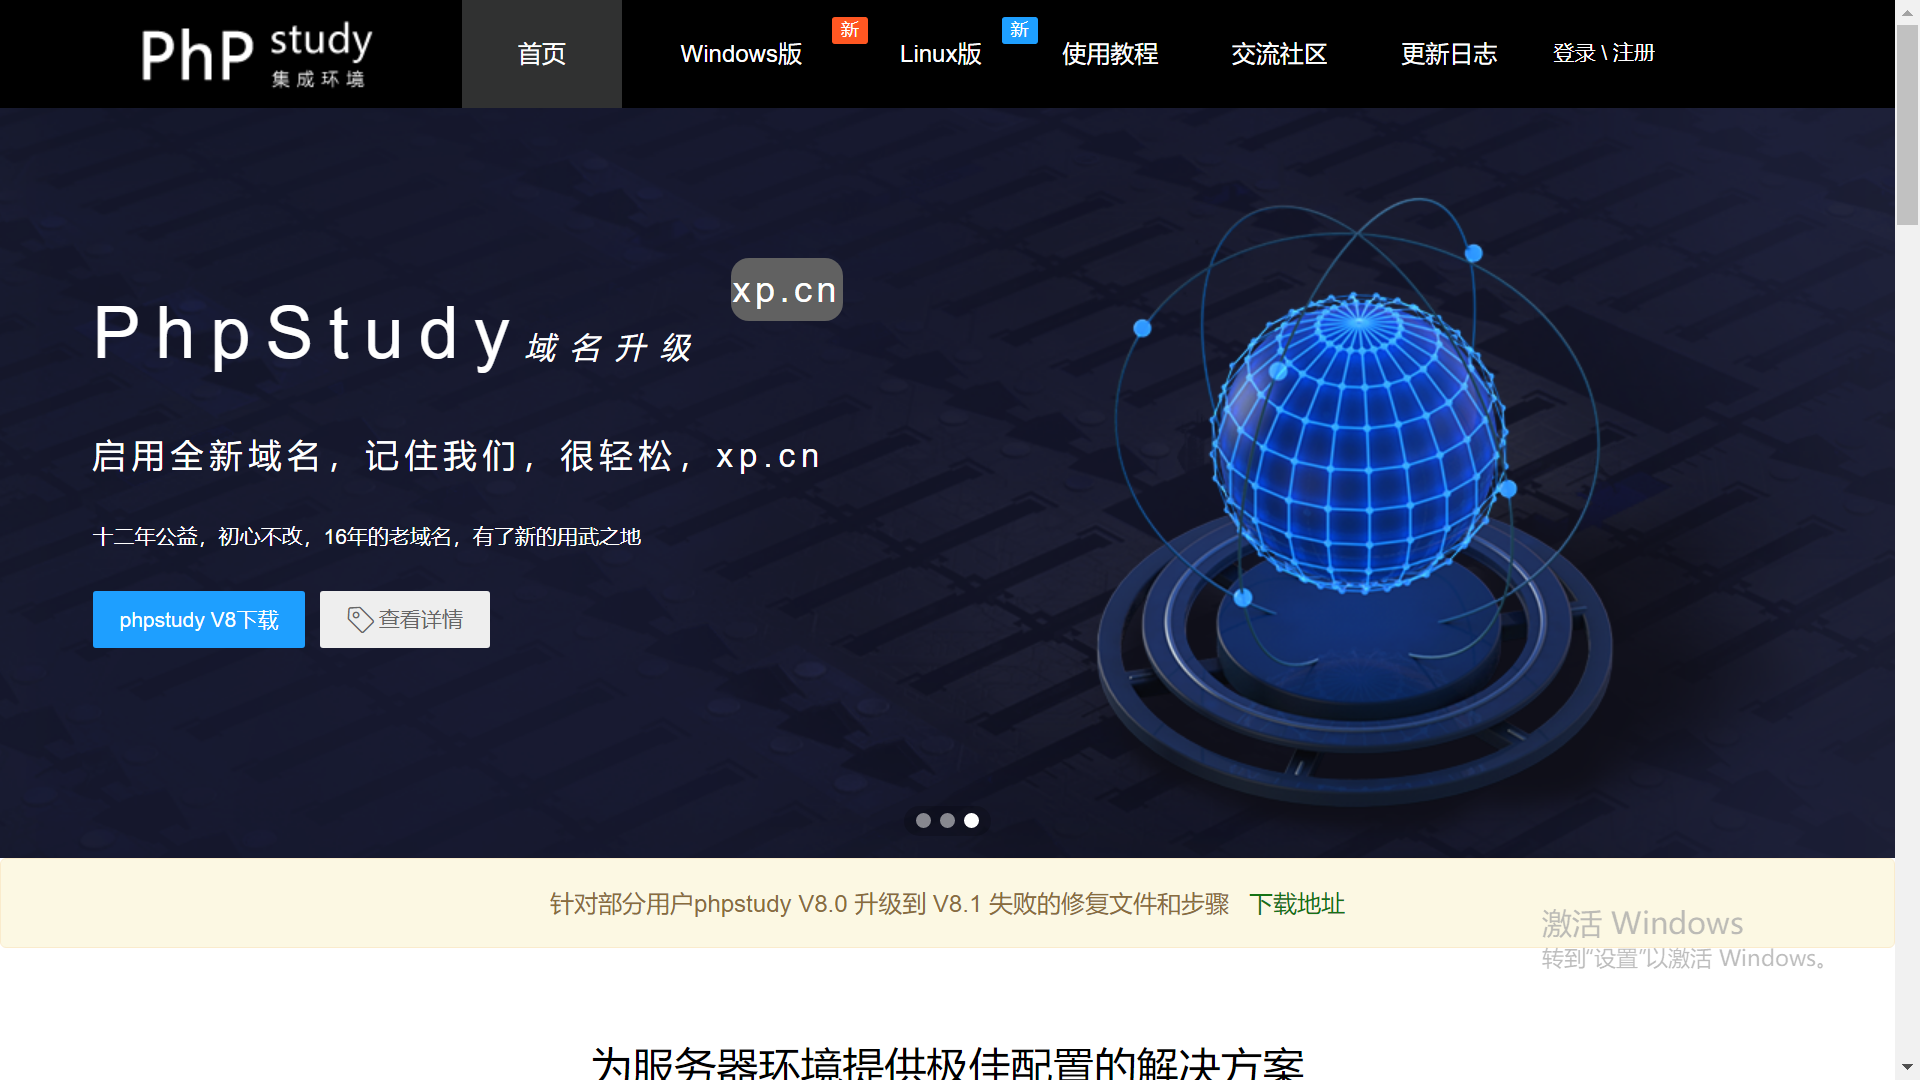 PhP study
集成环境
首页
Windows版
新
Linux版
新
使用教程
交流社区
更新日志
登录 \ 注册
xp.cn
PhpStudy 域名升级
启用全新域名，记住我们，很轻松，xp.cn
十二年公益，初心不改，16年的老域名，有了新的用武之地
phpstudy V8下载
查看详情
针对部分用户phpstudy V8.0 升级到 V8.1 失败的修复文件和步骤 下载地址
激活 Windows
转到“设置”以激活 Windows。
为服务器环境提供极佳配置的解决方案